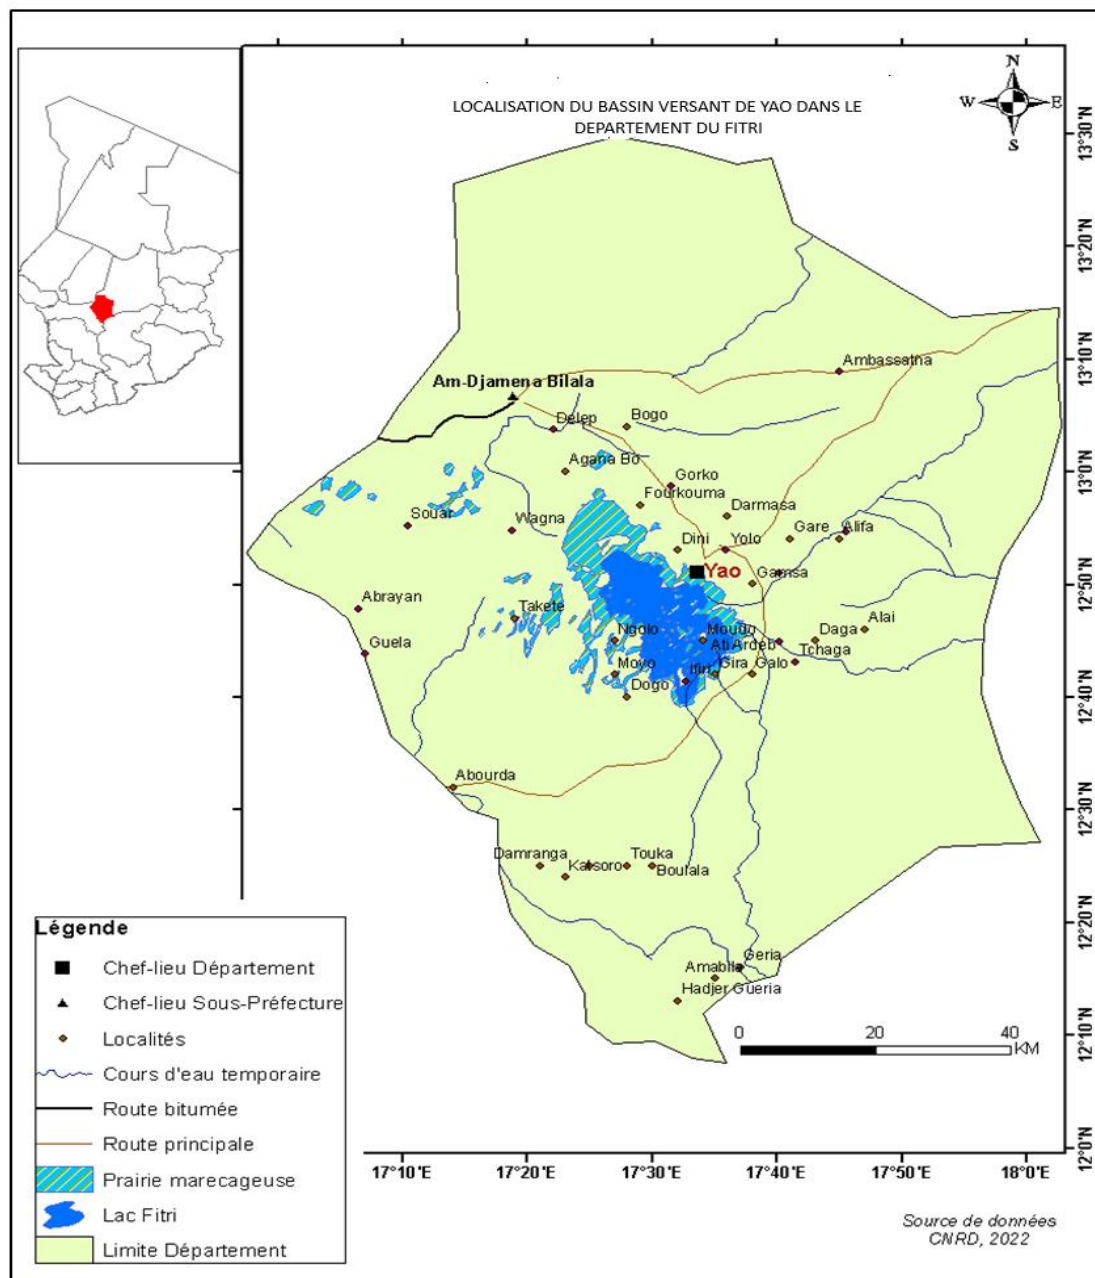 N
W E
S
LOCALISATION DU BASSIN VERSANT DE YAO DANS LE
DEPARTEMENT DU FITRI
13°30'N
13°20'N
13°10'N
13°0'N
12°50'N
12°40'N
12°30'N
12°20'N
12°10'N
12°0'N
Ambassatna
Am-Djamena Bilala
Delep
Bogo
Agana Bo
Gorko
Fourkouma
Darmasa
Souar
Wagna
Dini
Yolo
Gare
Alifa
Yao
Gamsa
Abrayan
Takete
Ngolo
Mougo
Daga
Alai
Guela
Ati Ardeb
Tchaga
Moyo
Ifiri
Gira
Galo
Dogo
Abourda
Damranga
Kaisoro
Touka
Boulala
Geria
Amabila
Hadjer Gueria
0 20 40
KM
Légende
Chef-lieu Département
Chef-lieu Sous-Préfecture
Localités
Cours d'eau temporaire
Route bitumée
Route principale
Prairie marecageuse
Lac Fitri
Limite Département
17°10'E 17°20'E 17°30'E 17°40'E 17°50'E 18°0'E
Source de données
CNRD, 2022